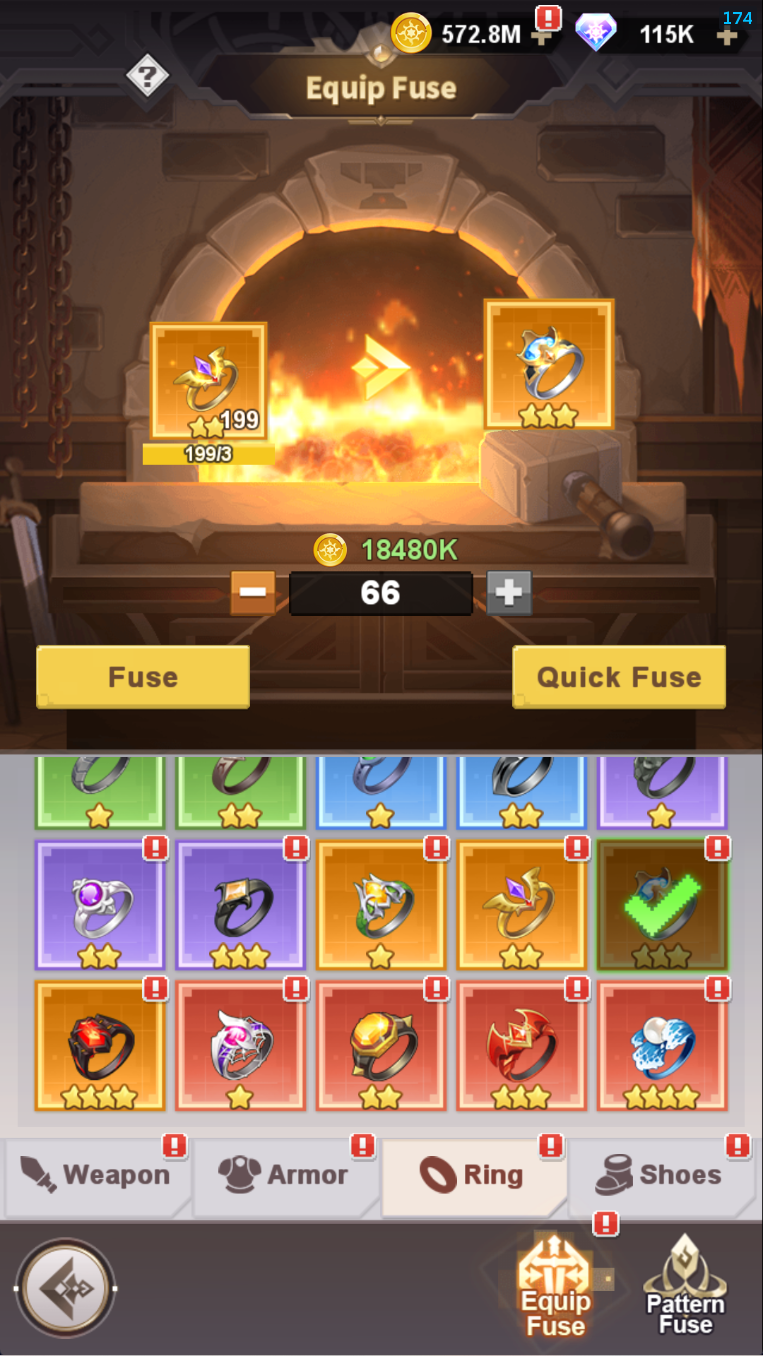 174
572.8M
115K
?
Equip Fuse
199
199/3
18480K
66
Fuse
Quick Fuse
Weapon
Armor
Ring
Shoes
Equip
Fuse
Pattern
Fuse